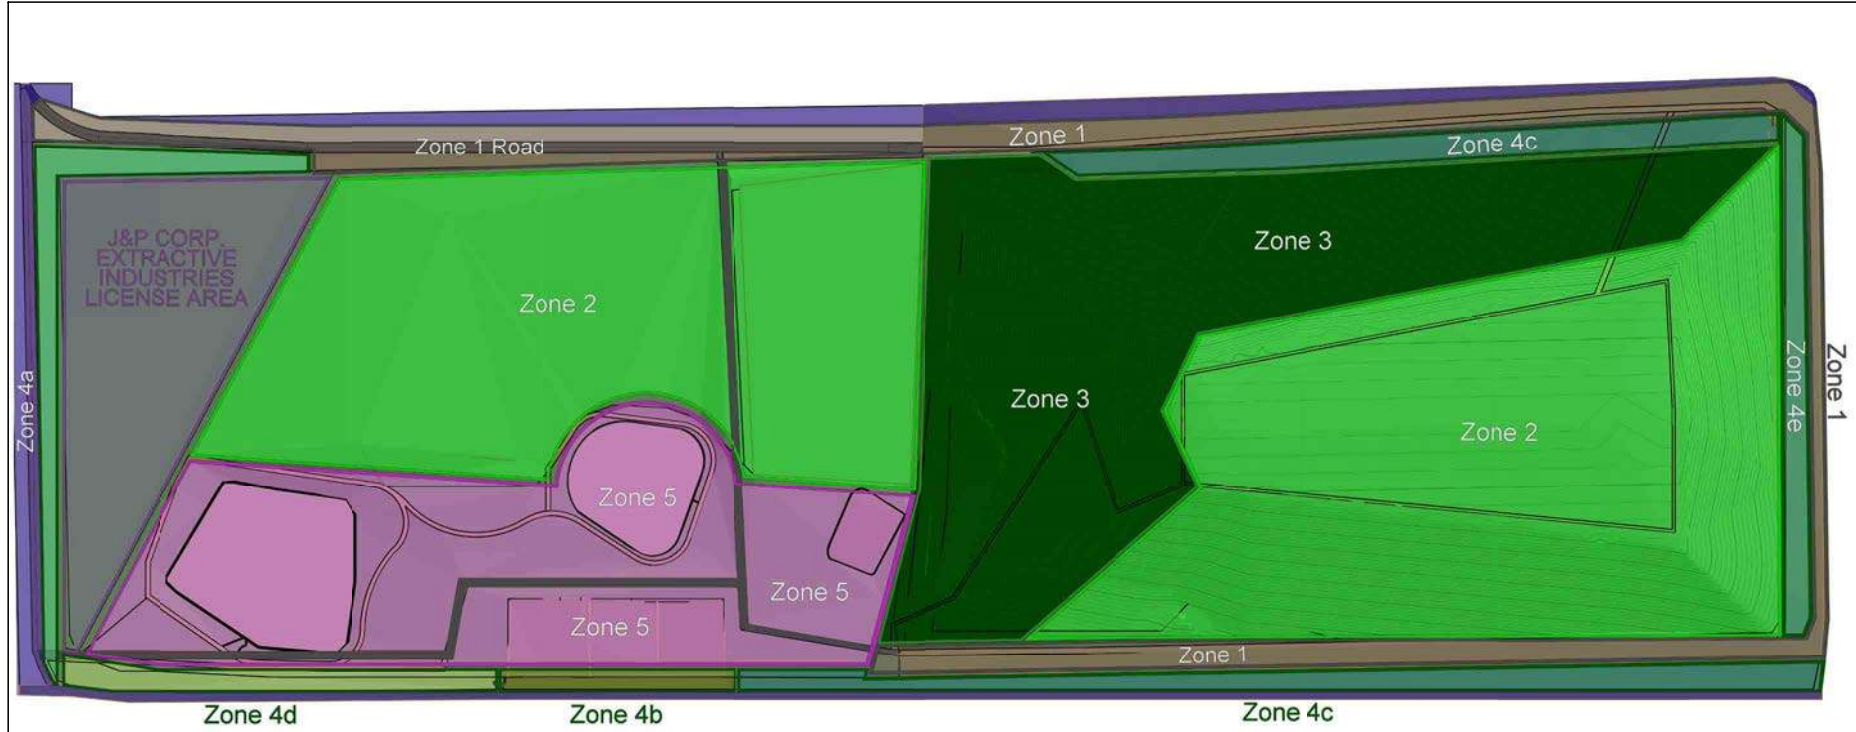 Zone 1
Zone 1 Road
Zone 4c
J&P CORP.
EXTRACTIVE
INDUSTRIES
LICENSE AREA
Zone 3
Zone 2
Zone 4a
Zone 3
Zone 2
Zone 4e
Zone 1
Zone 5
Zone 5
Zone 5
Zone 1
Zone 4d
Zone 4b
Zone 4c